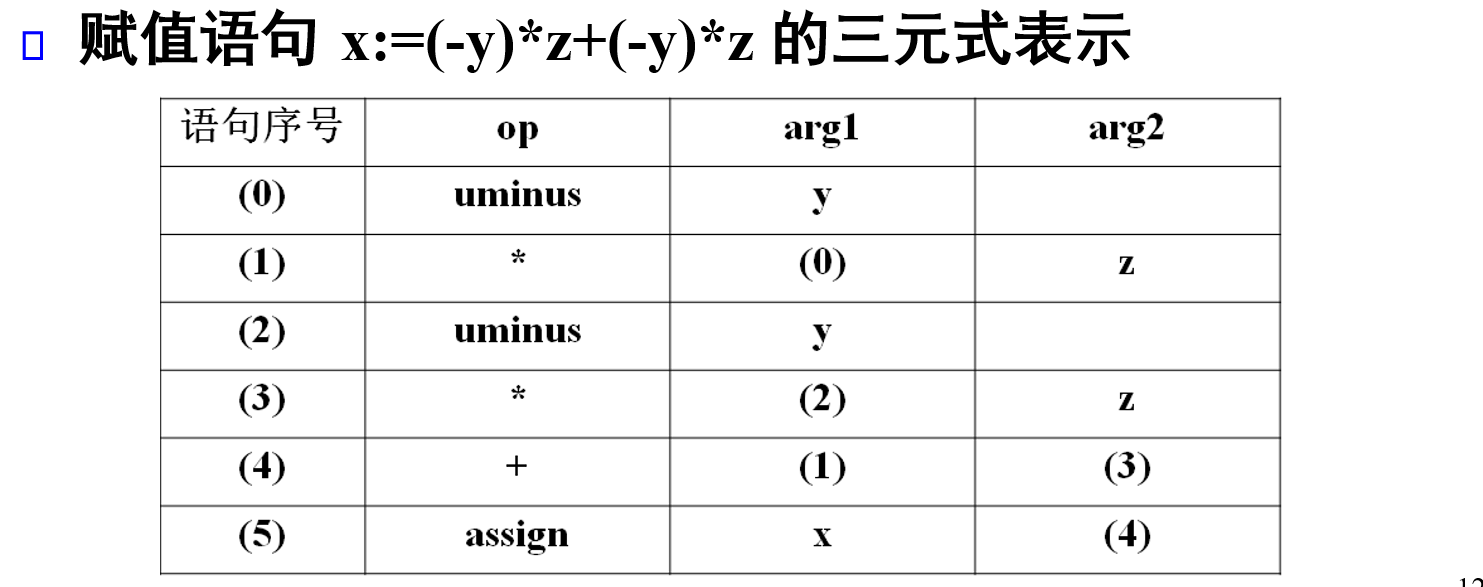 赋值语句 x:=(-y)*z+(-y)*z 的三元式表示
语句序号 op arg1 arg2
(0) uminus y
(1) * (0) z
(2) uminus y
(3) * (2) z
(4) + (1) (3)
(5) assign x (4)